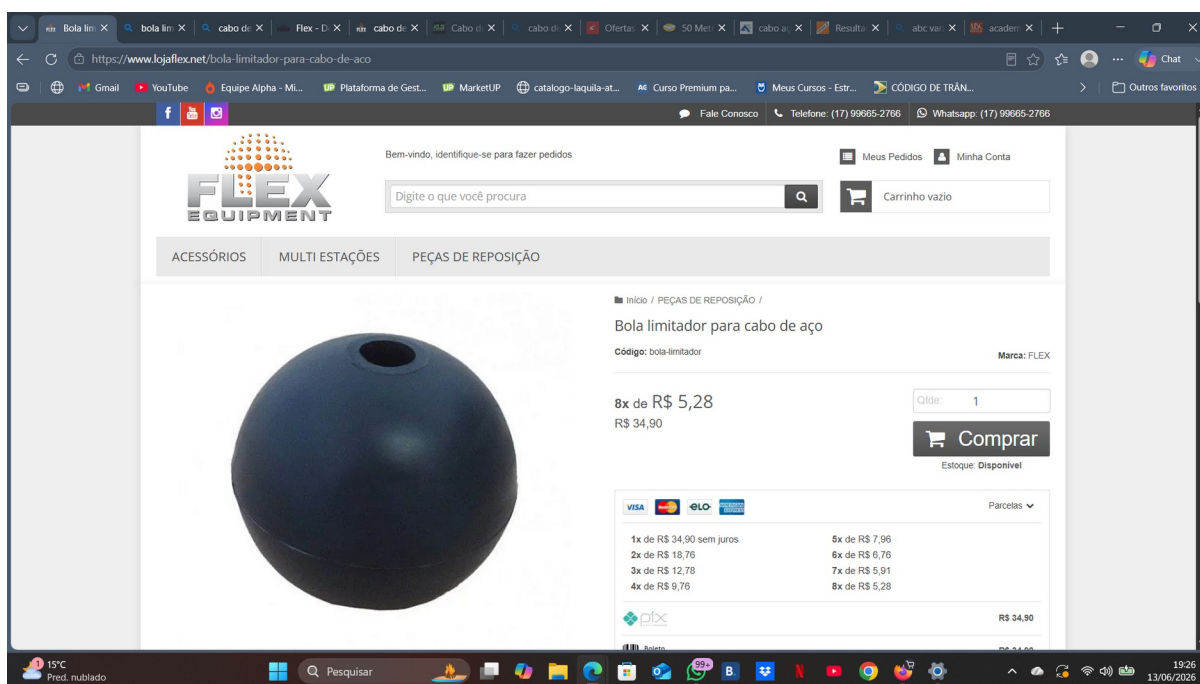 Bola lim
bola lim
cabo de
Flex - D
cabo de
Cabo d
cabo d
Ofertas
50 Met
cabo aç
Resulta
abc var
academ
https://www.lojaflex.net/bola-limitador-para-cabo-de-aco
Chat
Gmail
YouTube
Equipe Alpha - Mi...
UP Plataforma de Gest...
UP MarketUP
catalogo-laquila-at...
AC Curso Premium pa...
Meus Cursos - Estr...
CÓDIGO DE TRÂN...
Outros favoritos
Fale Conosco
Telefone: (17) 99665-2766
Whatsapp: (17) 99665-2766
FLEX
EQUIPMENT
Bem-vindo, identifique-se para fazer pedidos
Meus Pedidos
Minha Conta
Digite o que você procura
Carrinho vazio
ACESSÓRIOS
MULTI ESTAÇÕES
PEÇAS DE REPOSIÇÃO
Início / PEÇAS DE REPOSIÇÃO /
Bola limitador para cabo de aço
Código: bola-limitador
Marca: FLEX
8x de R$ 5,28
R$ 34,90
Qtde: 1
Comprar
Estoque: Disponível
VISA
MasterCard
elo
Parcelas
1x de R$ 34,90 sem juros
2x de R$ 18,76
3x de R$ 12,78
4x de R$ 9,76
5x de R$ 7,96
6x de R$ 6,76
7x de R$ 5,91
8x de R$ 5,28
pix
R$ 34,90
Boleto
R$ 34,90
1
15°C
Pred. nublado
Pesquisar
99+
B.
19:26
13/06/2026